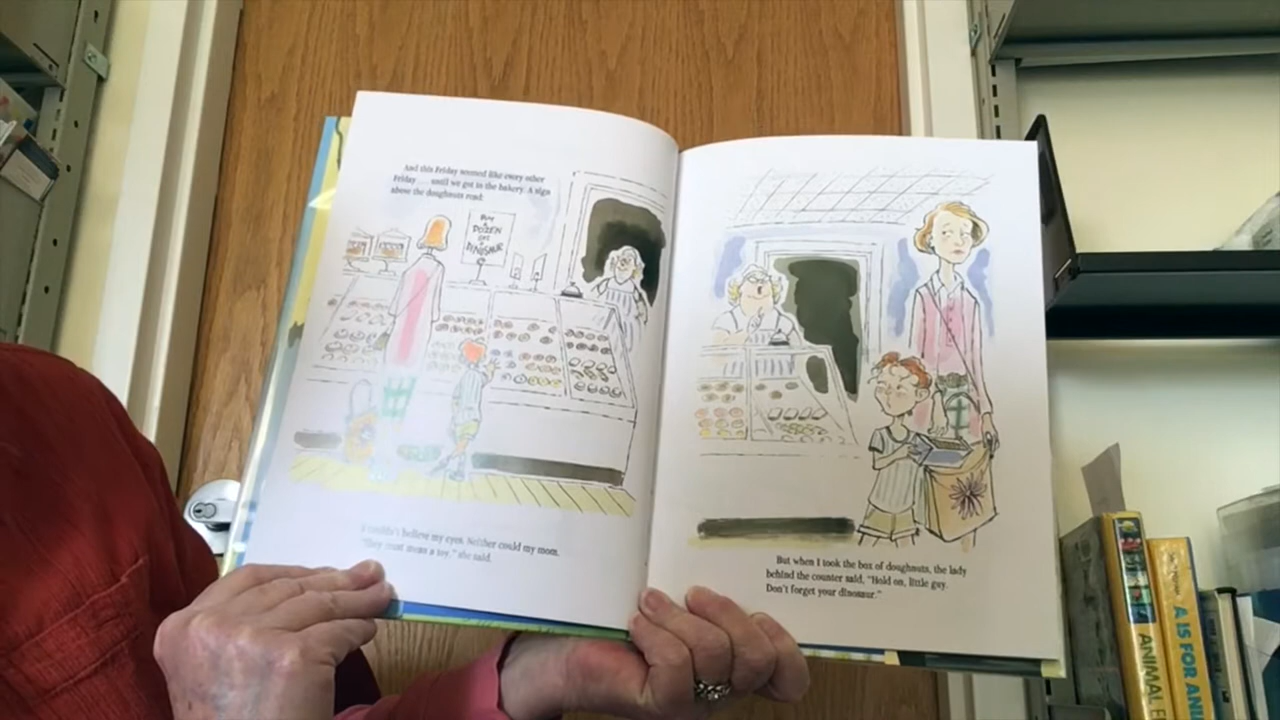 And this Friday seemed like every other
Friday . . . until we got to the bakery. A sign
above the doughnuts read:
BUY
A
DOZEN
GET
A
DINOSAUR
I couldn't believe my eyes. Neither could my mom.
"They must mean a toy," she said.
But when I took the box of doughnuts, the lady
behind the counter said, "Hold on, little guy.
Don't forget your dinosaur."
ANIMAL
A IS FOR